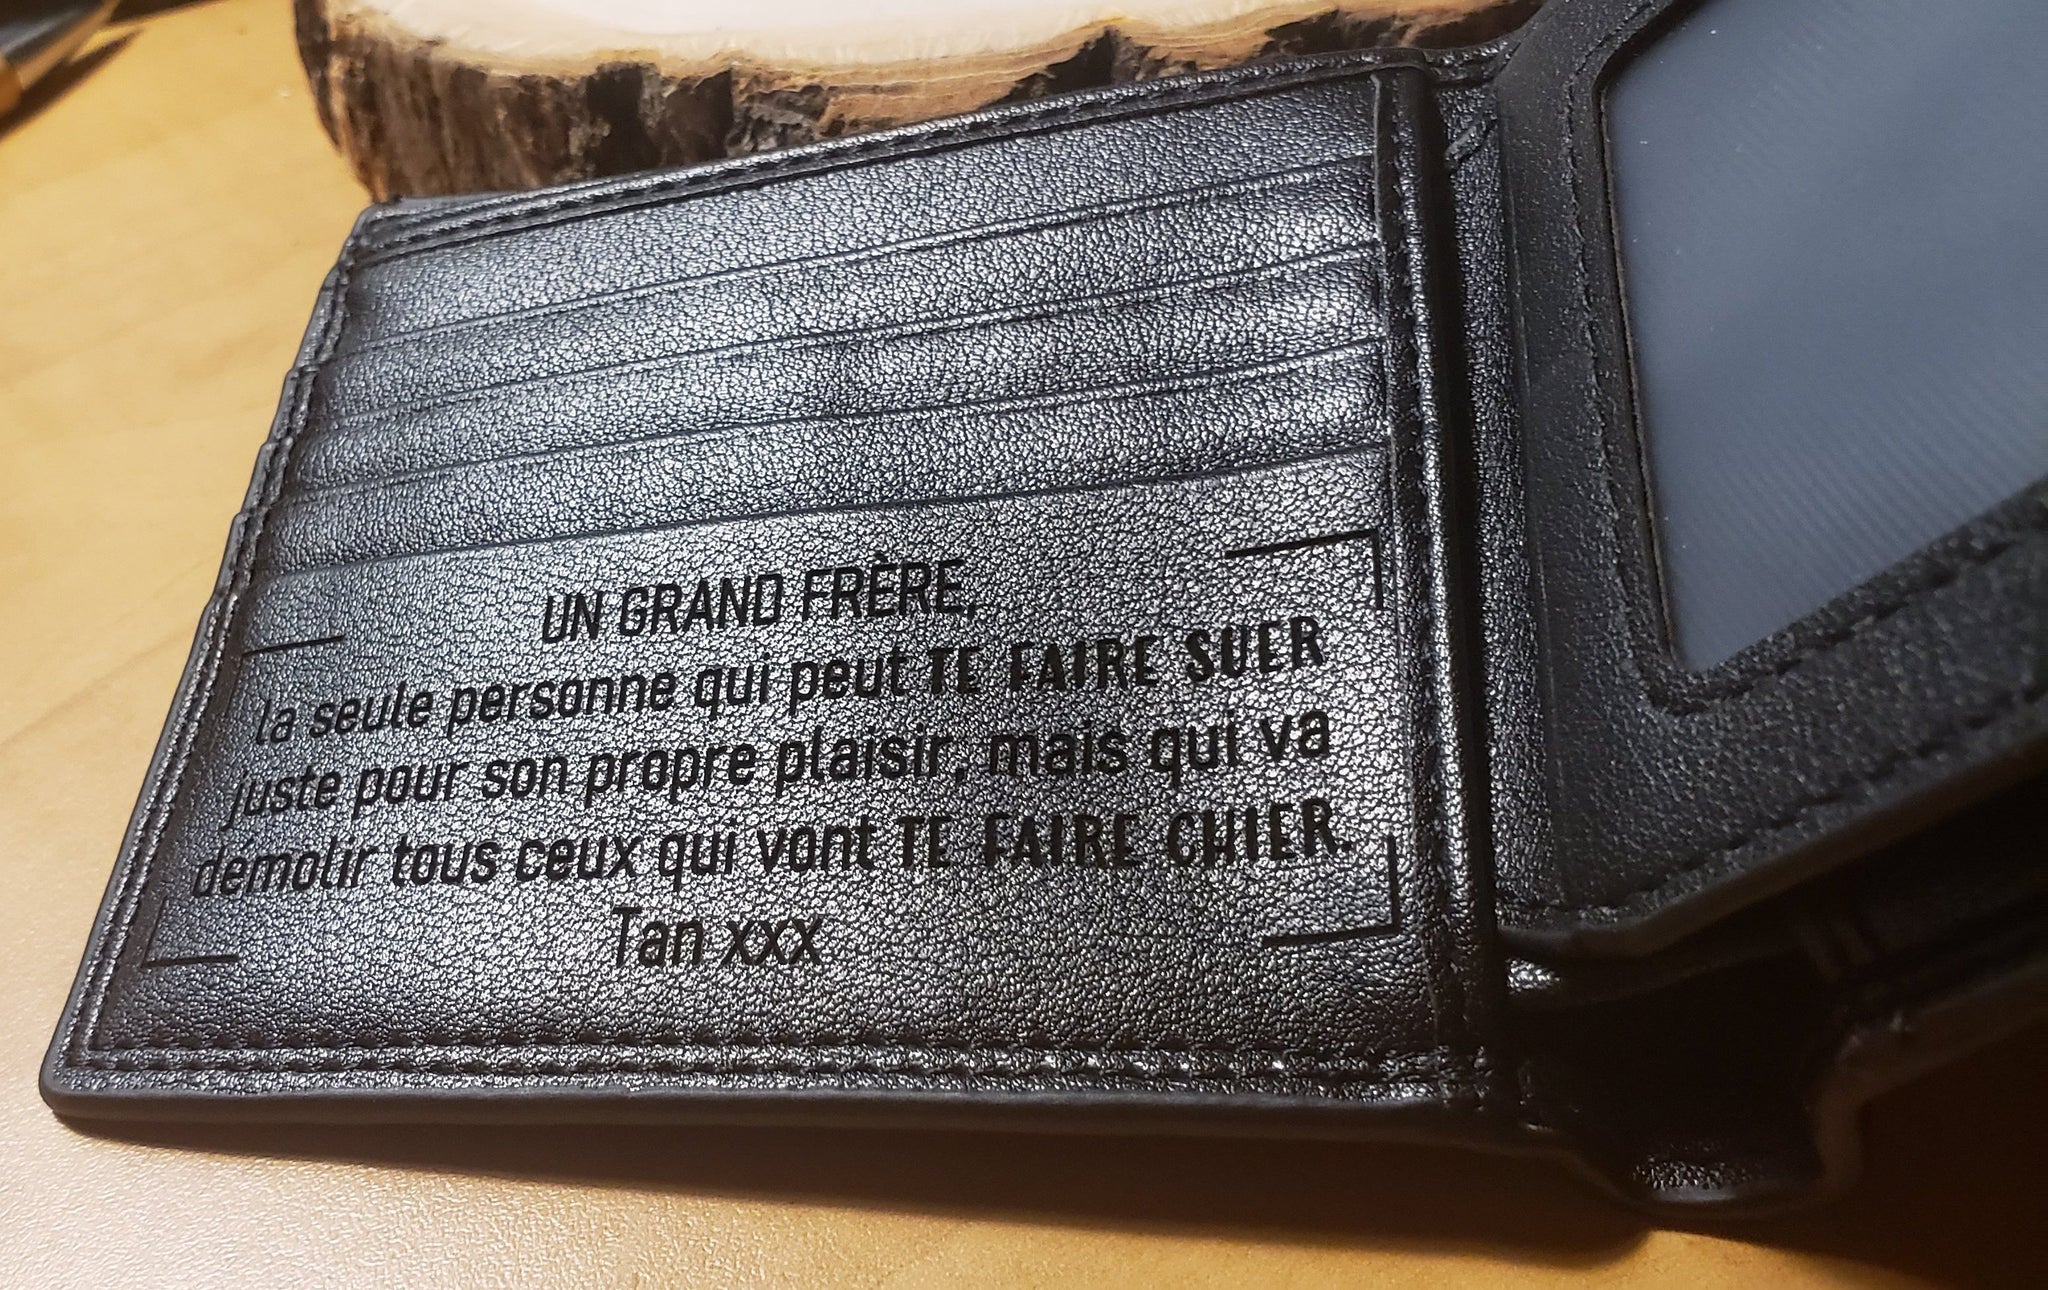 UN GRAND FRÈRE,
la seule personne qui peut TE FAIRE SUER
juste pour son propre plaisir, mais qui va
démolir tous ceux qui vont TE FAIRE CHIER.
Tan xxx